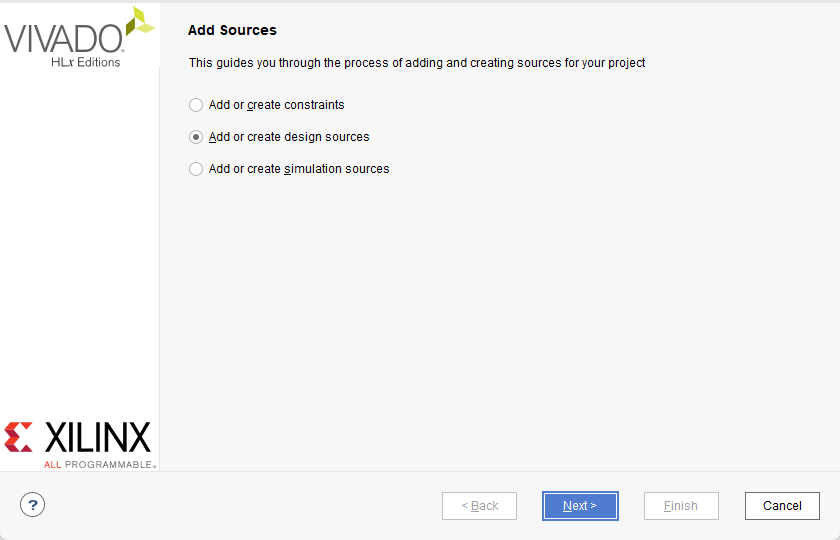 VIVADO
HLx Editions
Add Sources
This guides you through the process of adding and creating sources for your project
Add or create constraints
Add or create design sources
Add or create simulation sources
XILINX
ALL PROGRAMMABLE™
?
< Back
Next >
Finish
Cancel